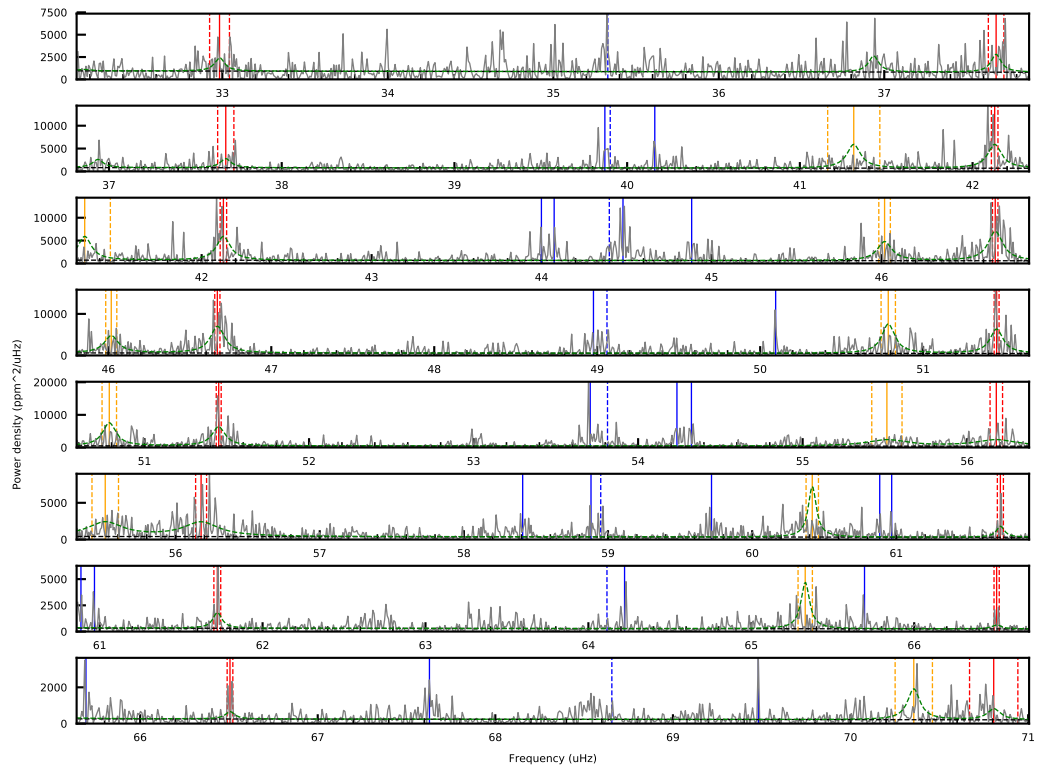 7500
5000
2500
0
33 34 35 36 37
10000
5000
0
37 38 39 40 41 42
10000
5000
0
42 43 44 45 46
10000
0
46 47 48 49 50 51
20000
10000
0
51 52 53 54 55 56
5000
0
56 57 58 59 60 61
5000
2500
0
61 62 63 64 65 66
2000
0
66 67 68 69 70 71
Power density (ppm^2/uHz)
Frequency (uHz)